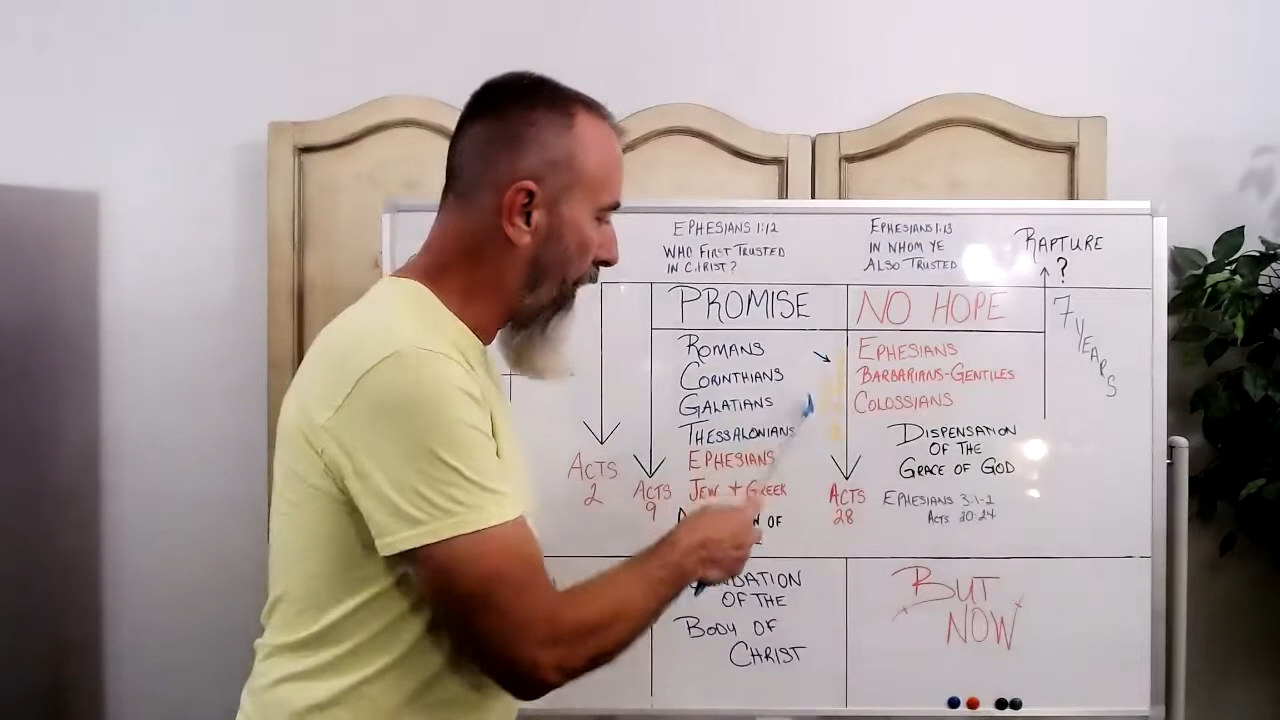 EPHESIANS 1:12
WHO FIRST TRUSTED
IN CHRIST?
EPHESIANS 1:13
IN WHOM YE
ALSO TRUSTED
RAPTURE
?
PROMISE
NO HOPE
7 YEARS
ROMANS
CORINTHIANS
GALATIANS
THESSALONIANS
EPHESIANS
JEW + GREEK
OF
EPHESIANS
BARBARIANS-GENTILES
COLOSSIANS
DISPENSATION
OF THE
GRACE OF GOD
EPHESIANS 3:1-2
ACTS 20:24
ACTS
2
ACTS
9
ACTS
28
OF THE
BODY OF
CHRIST
BUT
NOW